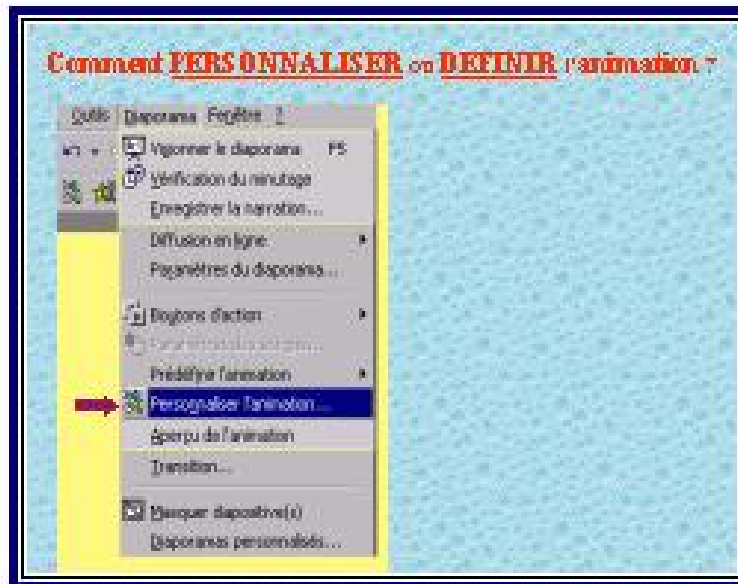 Comment PERSONNALISER ou DEFINIR l'animation ?
Outils Diaporama Fenêtre ?
Visionner le diaporama F5
Vérification du minutage
Enregistrer la narration...
Diffusion en ligne
Paramètres du diaporama...
Boutons d'action
Prédéfinir l'animation
Personnaliser l'animation...
Aperçu de l'animation
Transition...
Masquer diapositive(s)
Diaporamas personnalisés...